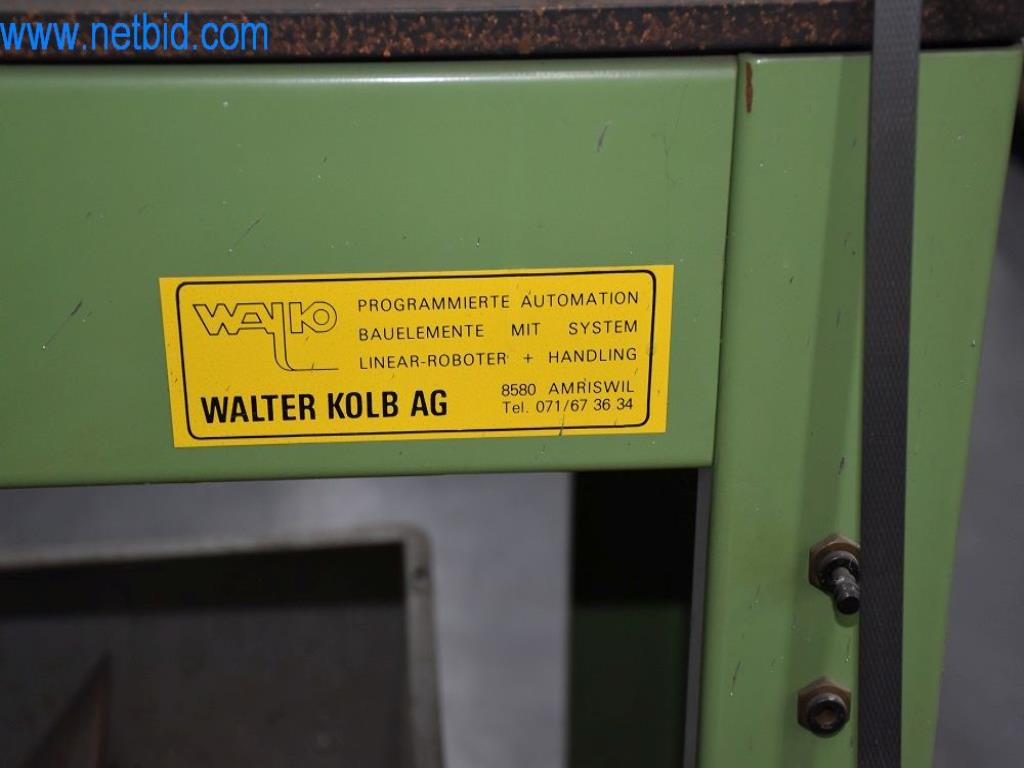 www.netbid.com
WALKO
PROGRAMMIERTE AUTOMATION
BAUELEMENTE MIT SYSTEM
LINEAR-ROBOTER + HANDLING
WALTER KOLB AG
8580 AMRISWIL
Tel. 071/67 36 34